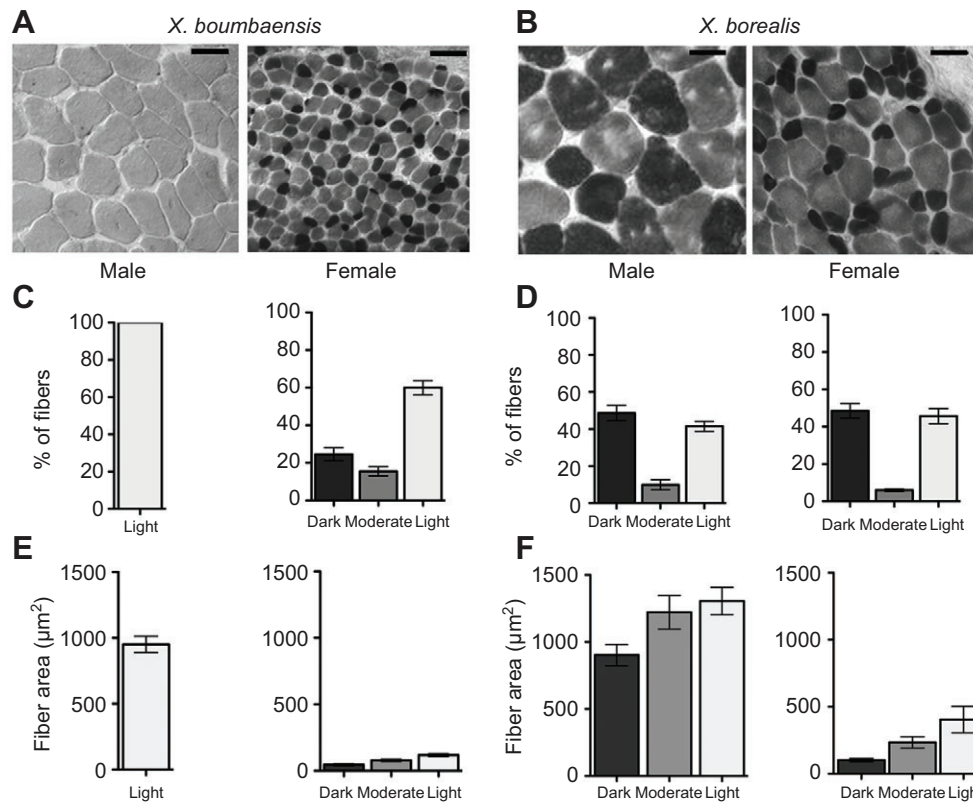 A X. boumbaensis B X. borealis
Male Female Male Female
C D
% of fibers 100 80 60 40 20 0 Light
100 80 60 40 20 0 Dark Moderate Light
% of fibers 100 80 60 40 20 0 Dark Moderate Light
100 80 60 40 20 0 Dark Moderate Light
E F
Fiber area (µm²) 1500 1000 500 0 Light
1500 1000 500 0 Dark Moderate Light
Fiber area (µm²) 1500 1000 500 0 Dark Moderate Light
1500 1000 500 0 Dark Moderate Light